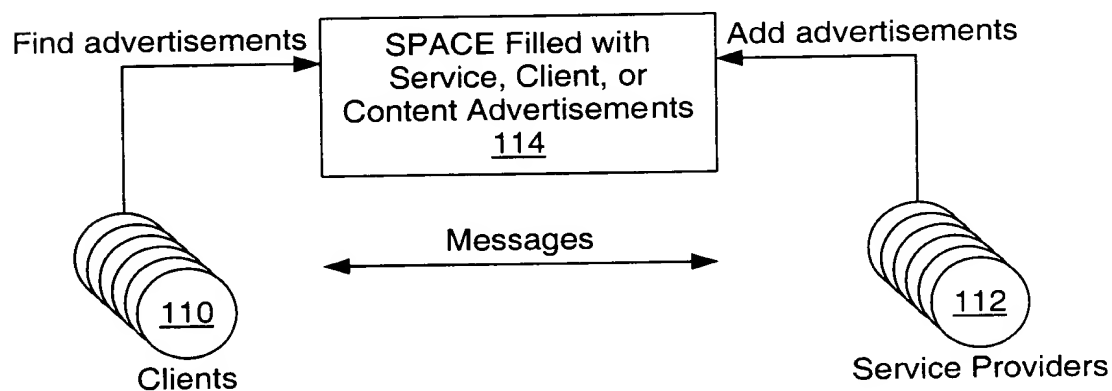 Find advertisements
SPACE Filled with
Service, Client, or
Content Advertisements
114
Add advertisements
Messages
110
Clients
112
Service Providers